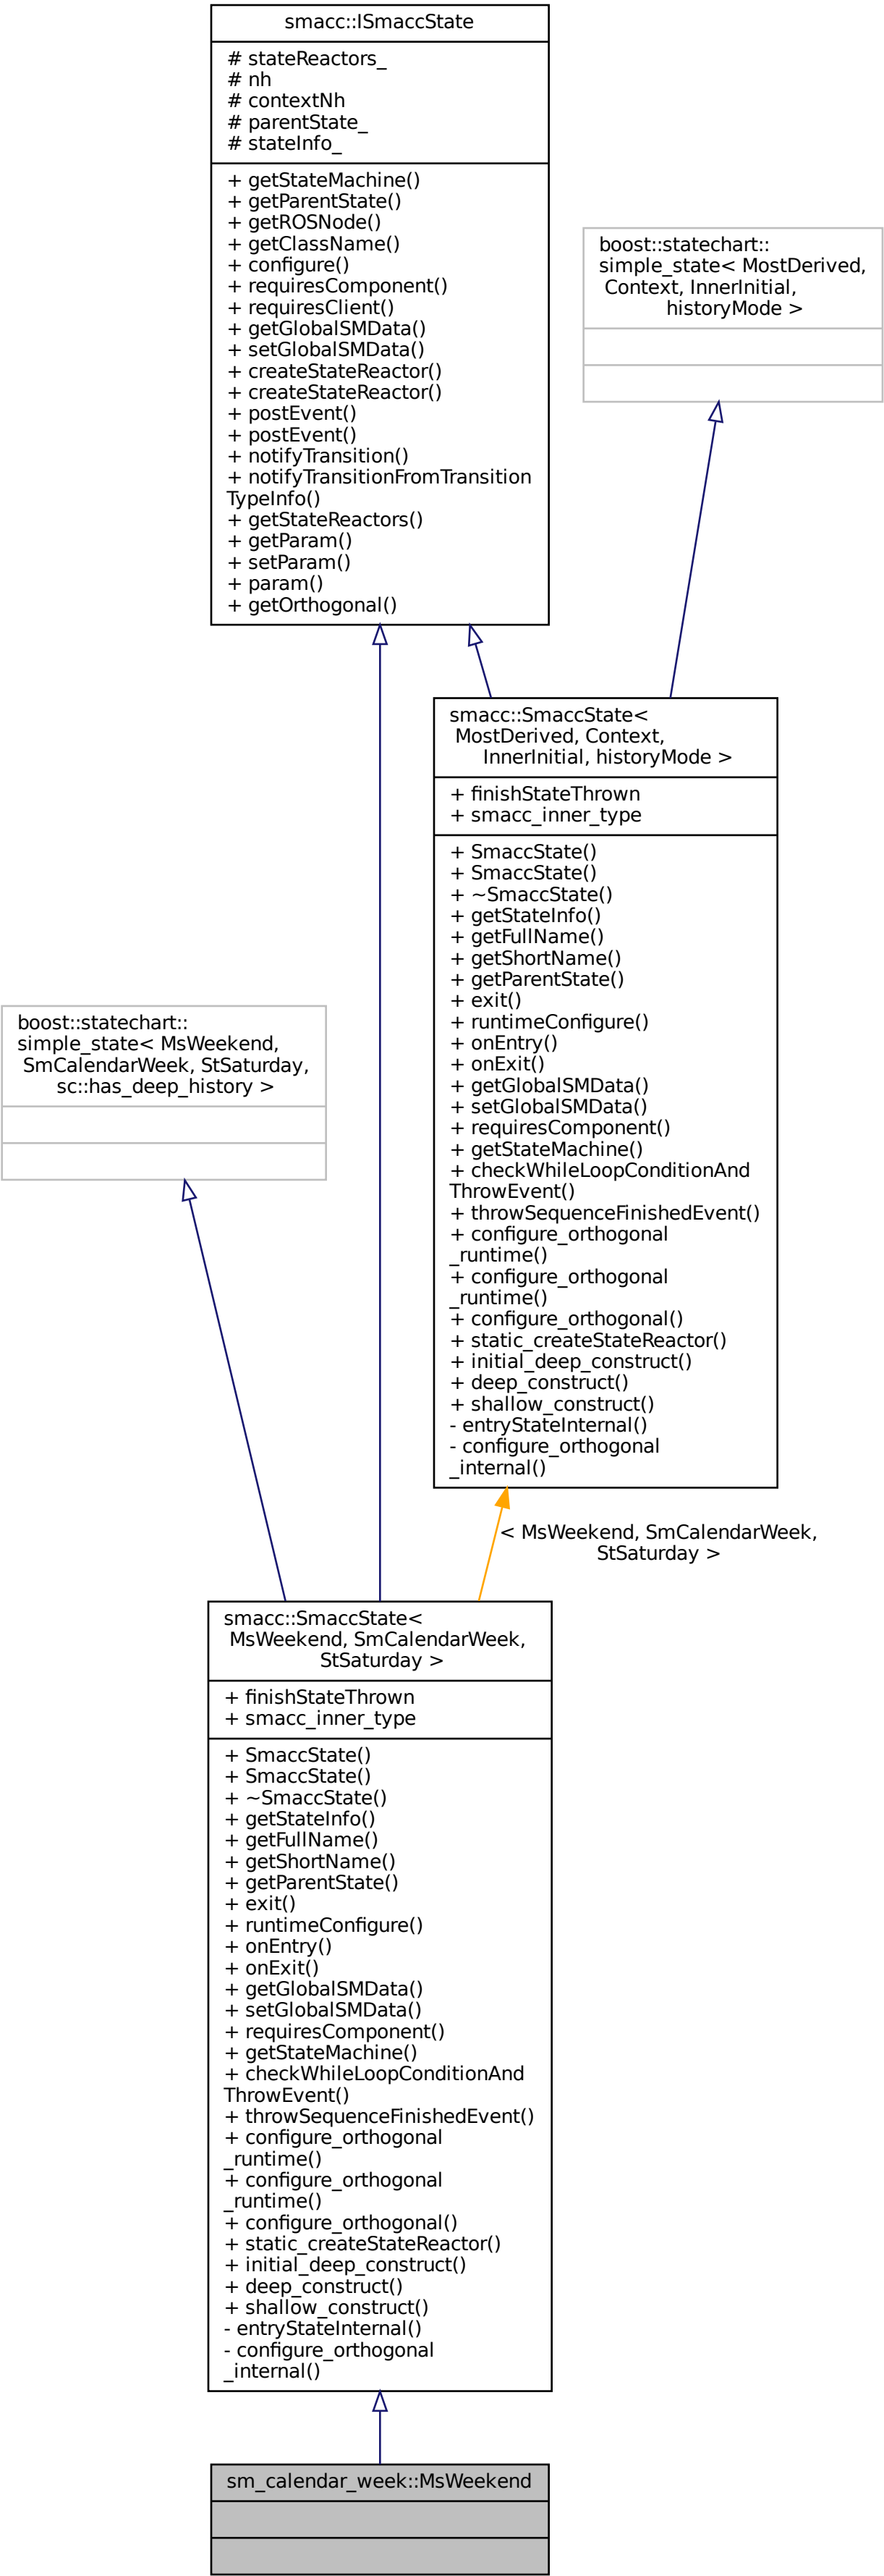 smacc::ISmaccState
# stateReactors_
# nh
# contextNh
# parentState_
# stateInfo_
+ getStateMachine()
+ getParentState()
+ getROSNode()
+ getClassName()
+ configure()
+ requiresComponent()
+ requiresClient()
+ getGlobalSMData()
+ setGlobalSMData()
+ createStateReactor()
+ createStateReactor()
+ postEvent()
+ postEvent()
+ notifyTransition()
+ notifyTransitionFromTransition
TypeInfo()
+ getStateReactors()
+ getParam()
+ setParam()
+ param()
+ getOrthogonal()
boost::statechart::
simple_state< MostDerived,
Context, InnerInitial,
historyMode >
smacc::SmaccState<
MostDerived, Context,
InnerInitial, historyMode >
+ finishStateThrown
+ smacc_inner_type
+ SmaccState()
+ SmaccState()
+ ~SmaccState()
+ getStateInfo()
+ getFullName()
+ getShortName()
+ getParentState()
+ exit()
+ runtimeConfigure()
+ onEntry()
+ onExit()
+ getGlobalSMData()
+ setGlobalSMData()
+ requiresComponent()
+ getStateMachine()
+ checkWhileLoopConditionAnd
ThrowEvent()
+ throwSequenceFinishedEvent()
+ configure_orthogonal
_runtime()
+ configure_orthogonal
_runtime()
+ configure_orthogonal()
+ static_createStateReactor()
+ initial_deep_construct()
+ deep_construct()
+ shallow_construct()
- entryStateInternal()
- configure_orthogonal
_internal()
boost::statechart::
simple_state< MsWeekend,
SmCalendarWeek, StSaturday,
sc::has_deep_history >
< MsWeekend, SmCalendarWeek,
StSaturday >
smacc::SmaccState<
MsWeekend, SmCalendarWeek,
StSaturday >
+ finishStateThrown
+ smacc_inner_type
+ SmaccState()
+ SmaccState()
+ ~SmaccState()
+ getStateInfo()
+ getFullName()
+ getShortName()
+ getParentState()
+ exit()
+ runtimeConfigure()
+ onEntry()
+ onExit()
+ getGlobalSMData()
+ setGlobalSMData()
+ requiresComponent()
+ getStateMachine()
+ checkWhileLoopConditionAnd
ThrowEvent()
+ throwSequenceFinishedEvent()
+ configure_orthogonal
_runtime()
+ configure_orthogonal
_runtime()
+ configure_orthogonal()
+ static_createStateReactor()
+ initial_deep_construct()
+ deep_construct()
+ shallow_construct()
- entryStateInternal()
- configure_orthogonal
_internal()
sm_calendar_week::MsWeekend